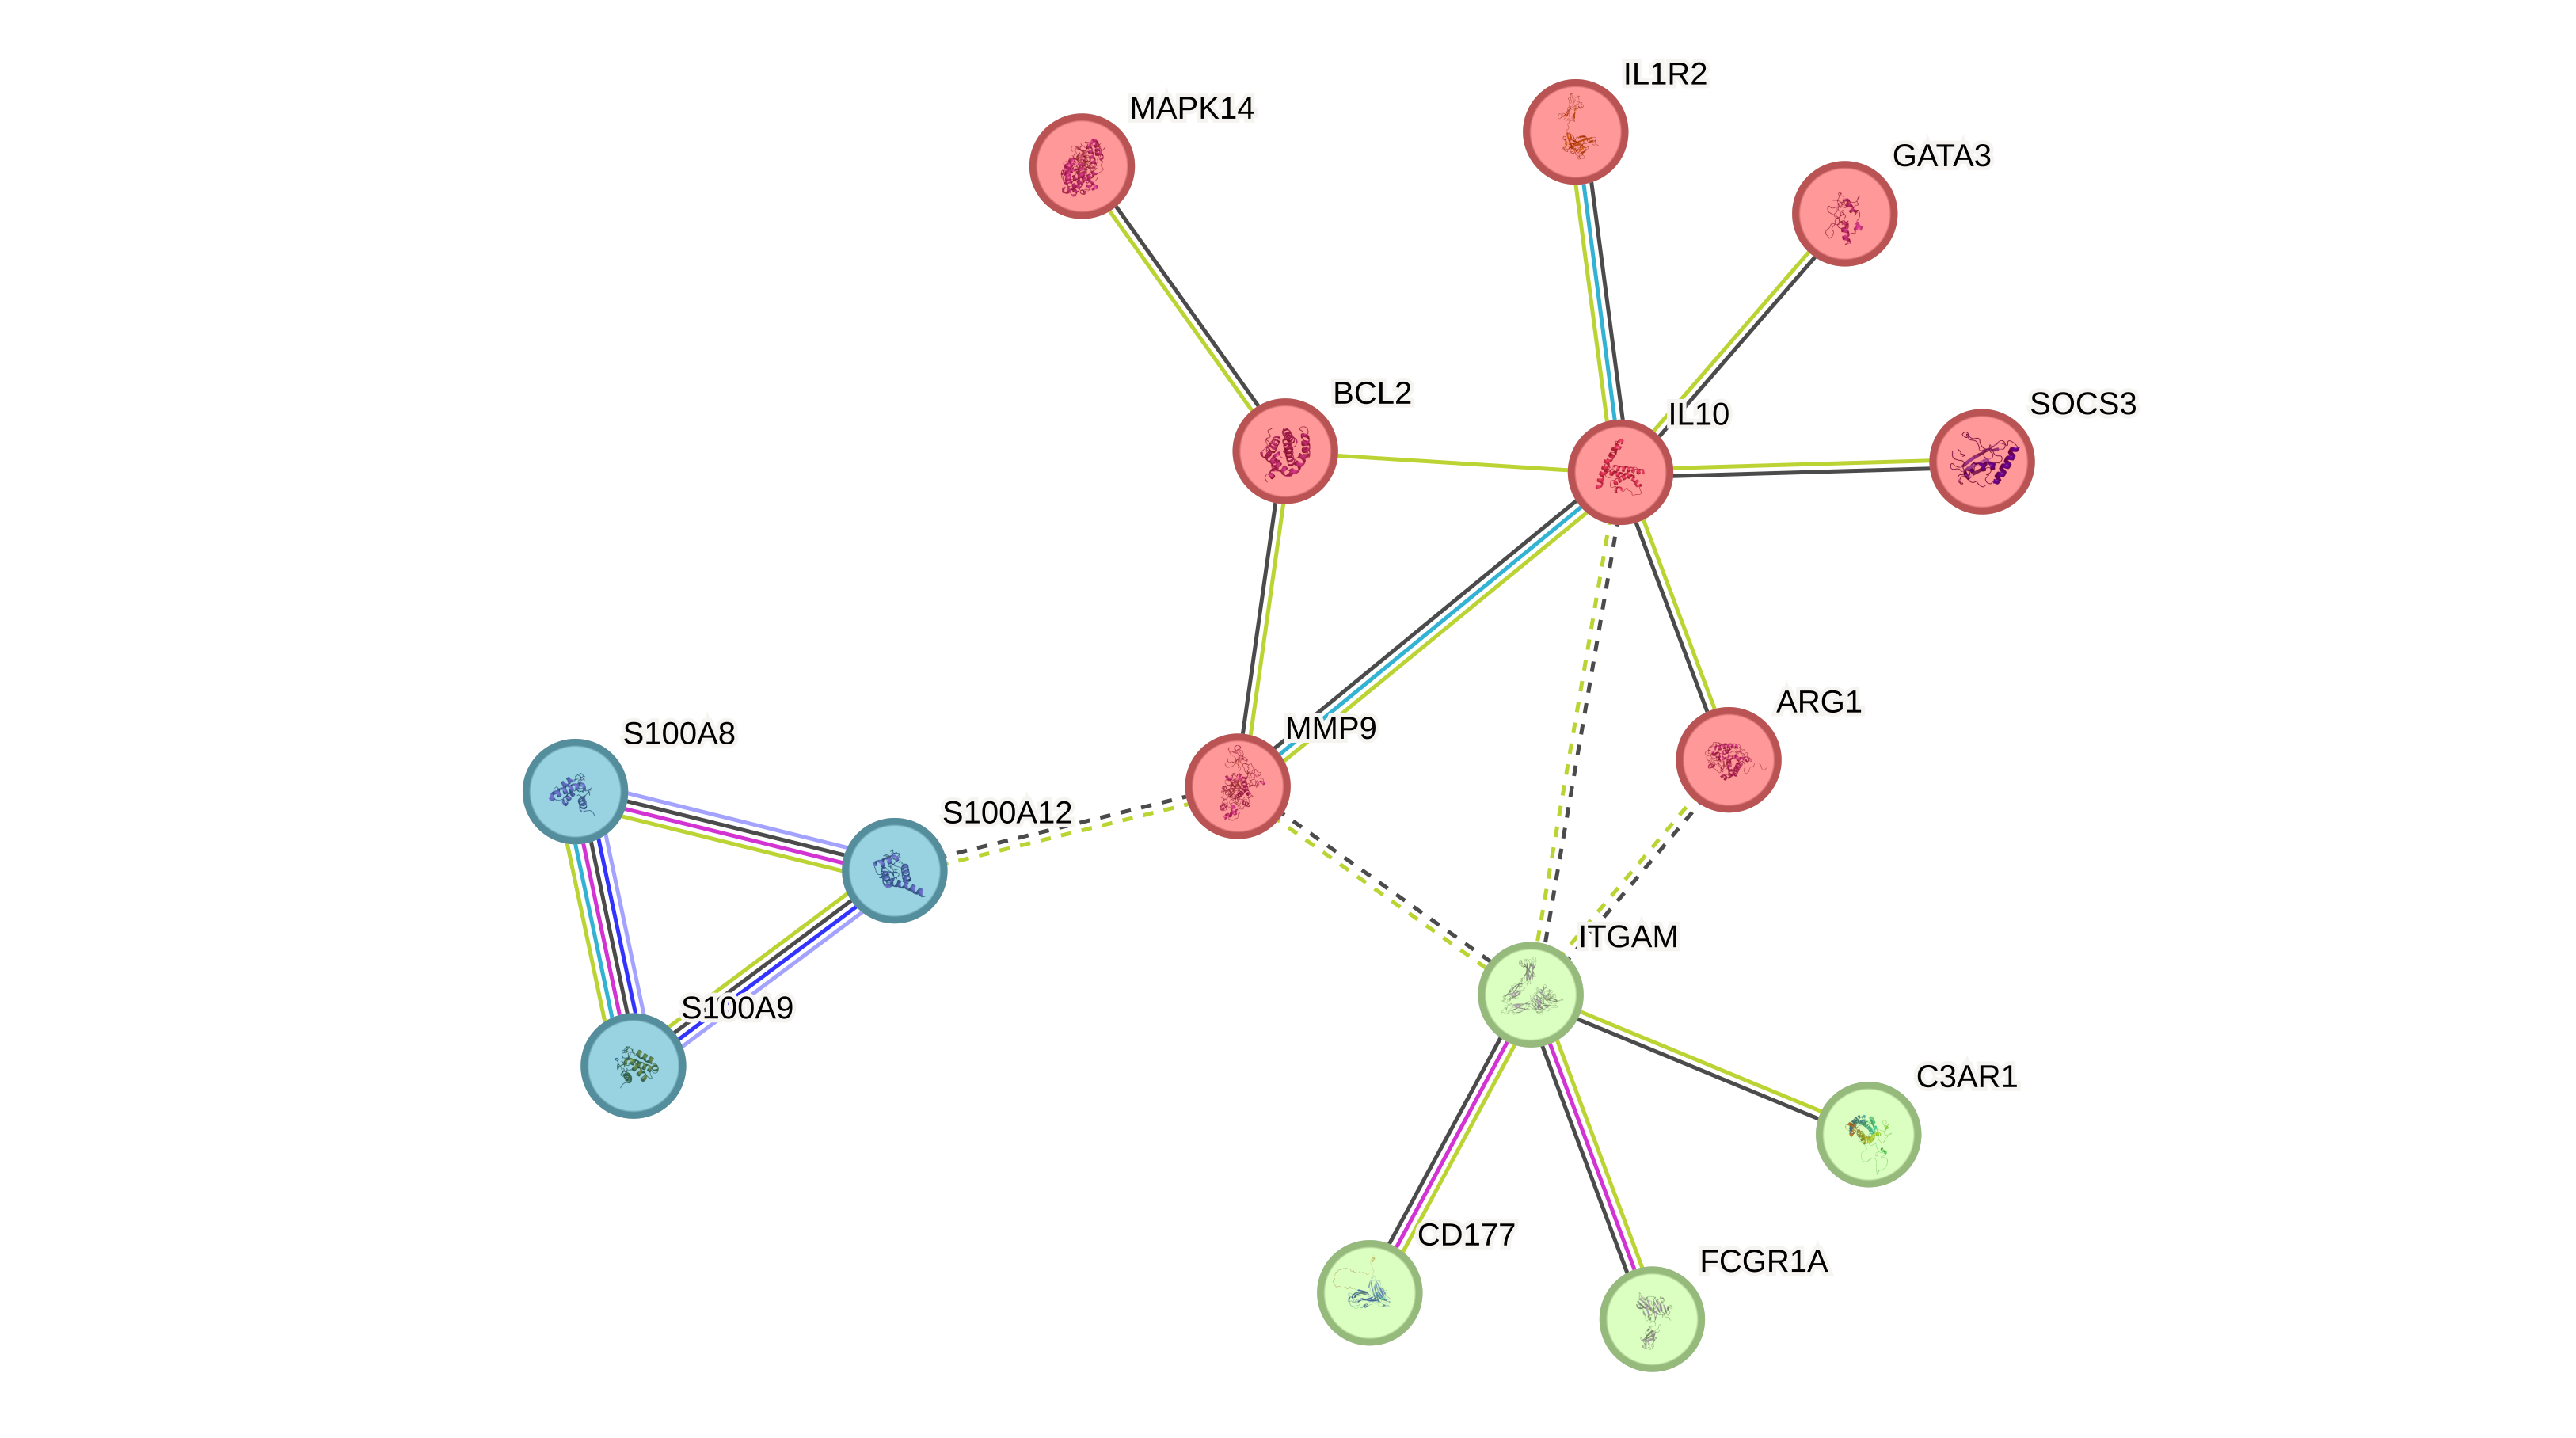 IL1R2
MAPK14
GATA3
BCL2
SOCS3
IL10
ARG1
MMP9
S100A8
S100A12
ITGAM
S100A9
C3AR1
CD177
FCGR1A